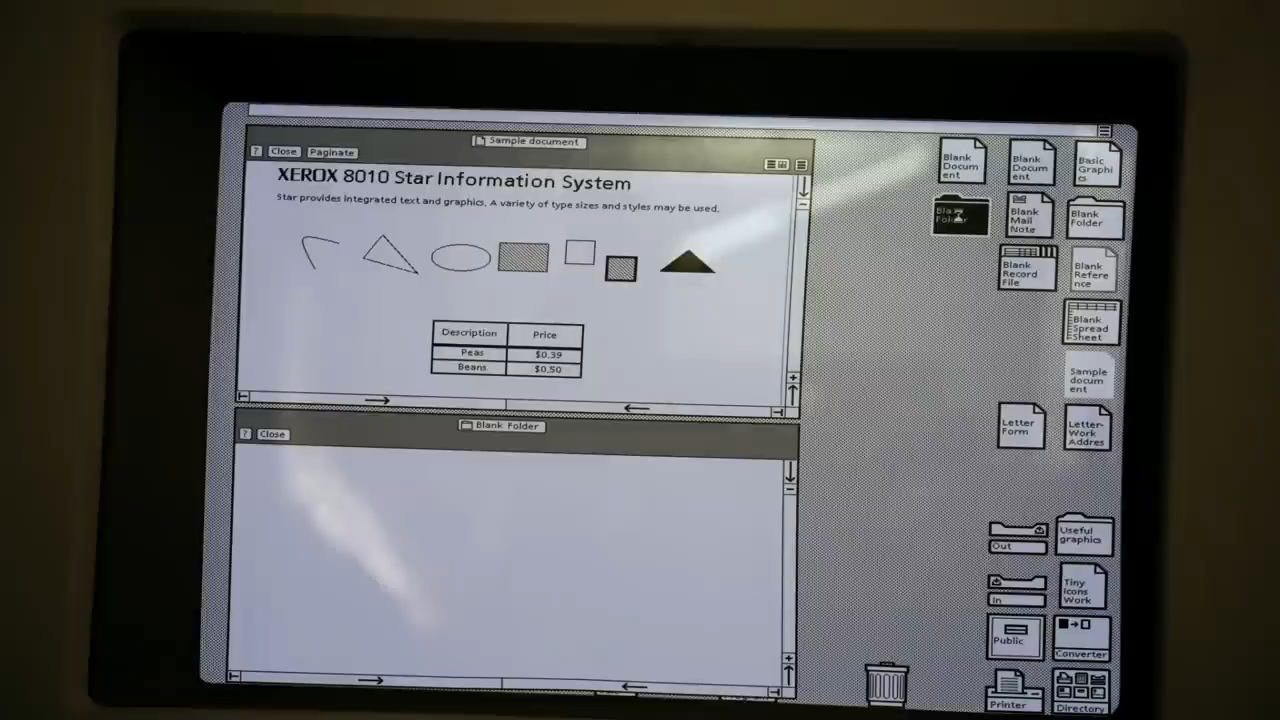 Sample document
? Close Paginate
XEROX 8010 Star Information System
Star provides integrated text and graphics. A variety of type sizes and styles may be used.
Description Price
Peas $0.39
Beans $0.50
Blank Folder
? Close
Blank
Docum
ent
Blank
Docum
ent
Basic
Graphi
cs
Blank
Folder
Blank
Mail
Note
Blank
Folder
Blank
Record
File
Blank
Refere
nce
Blank
Spread
Sheet
Sample
docum
ent
Letter
Form
Letter-
Work
Addres
Out
Useful
graphics
In
Tiny
Icons
Work
Public
Converter
Printer
Directory